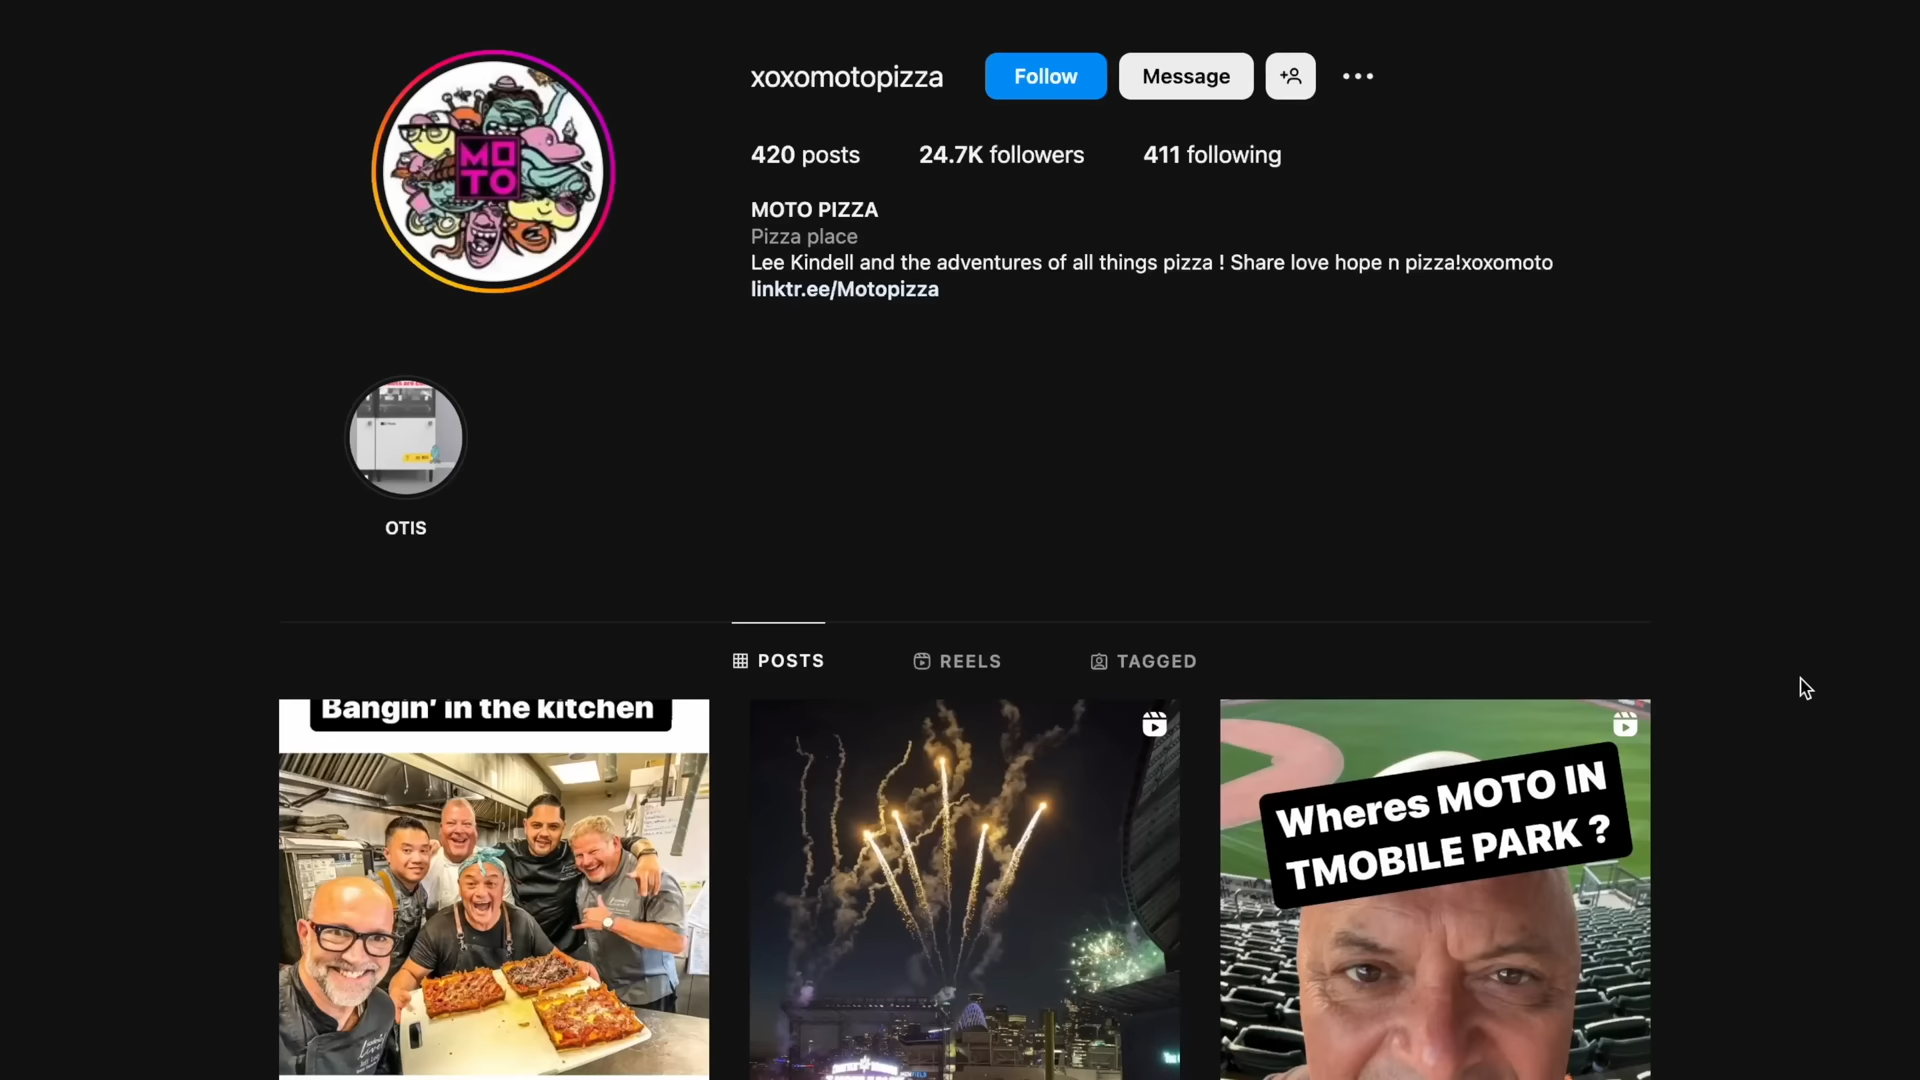 MO
TO
xoxomotopizza
Follow
Message
420 posts
24.7K followers
411 following
MOTO PIZZA
Pizza place
Lee Kindell and the adventures of all things pizza ! Share love hope n pizza!xoxomoto
linktr.ee/Motopizza
OTIS
POSTS
REELS
TAGGED
Bangin' in the kitchen
Wheres MOTO IN
TMOBILE PARK ?